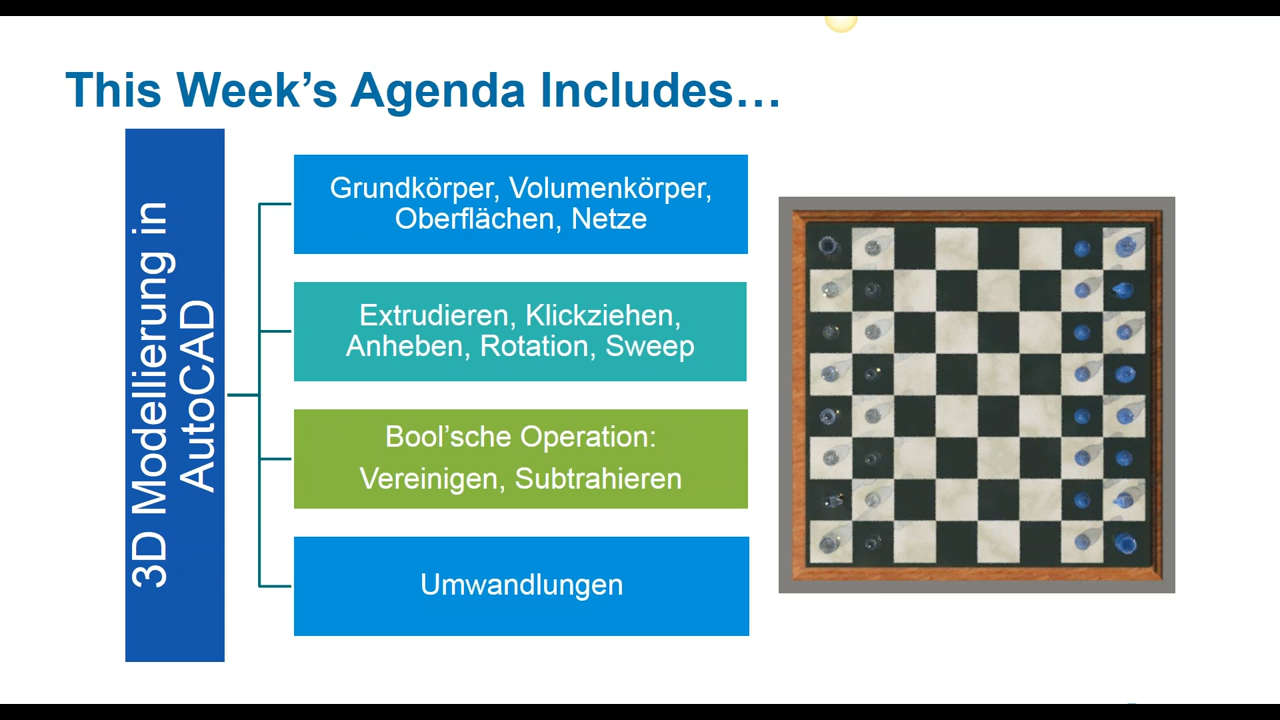 This Week’s Agenda Includes…
3D Modellierung in
AutoCAD
Grundkörper, Volumenkörper,
Oberflächen, Netze
Extrudieren, Klickziehen,
Anheben, Rotation, Sweep
Bool’sche Operation:
Vereinigen, Subtrahieren
Umwandlungen